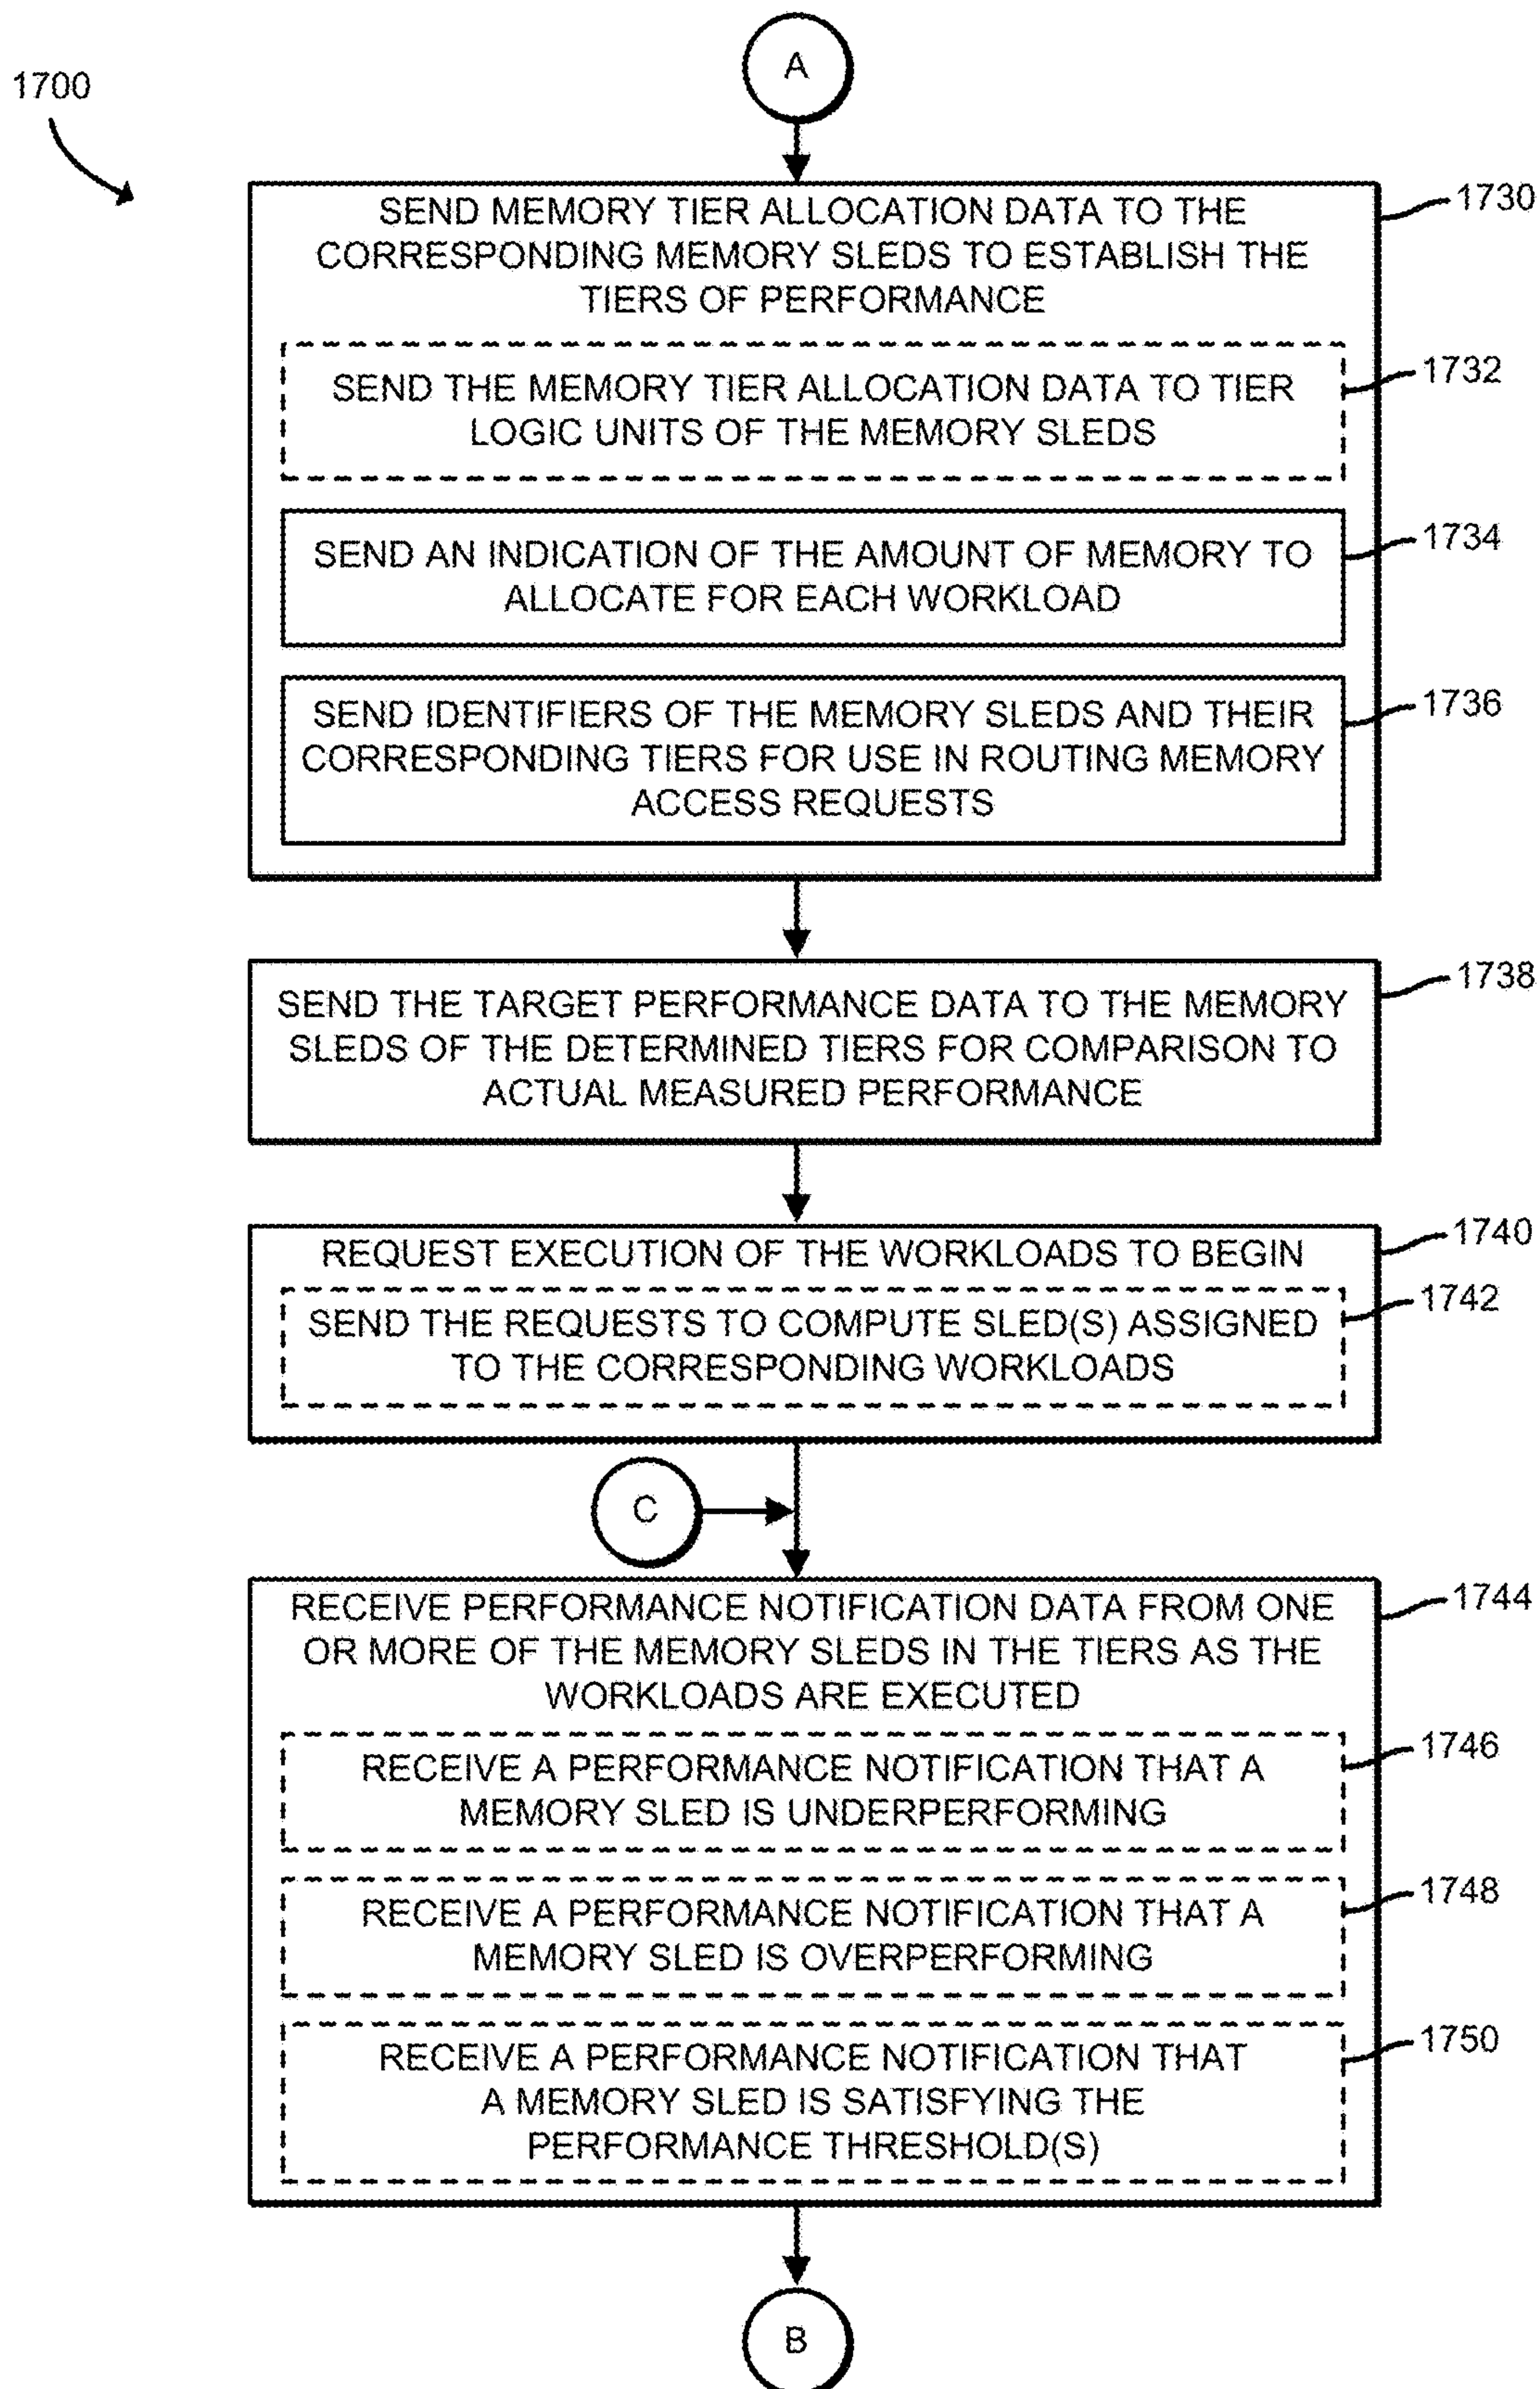 A
1700
SEND MEMORY TIER ALLOCATION DATA TO THE
CORRESPONDING MEMORY SLEDS TO ESTABLISH THE
TIERS OF PERFORMANCE
1730
SEND THE MEMORY TIER ALLOCATION DATA TO TIER
LOGIC UNITS OF THE MEMORY SLEDS
1732
SEND AN INDICATION OF THE AMOUNT OF MEMORY TO
ALLOCATE FOR EACH WORKLOAD
1734
SEND IDENTIFIERS OF THE MEMORY SLEDS AND THEIR
CORRESPONDING TIERS FOR USE IN ROUTING MEMORY
ACCESS REQUESTS
1736
SEND THE TARGET PERFORMANCE DATA TO THE MEMORY
SLEDS OF THE DETERMINED TIERS FOR COMPARISON TO
ACTUAL MEASURED PERFORMANCE
1738
REQUEST EXECUTION OF THE WORKLOADS TO BEGIN
1740
SEND THE REQUESTS TO COMPUTE SLED(S) ASSIGNED
TO THE CORRESPONDING WORKLOADS
1742
C
RECEIVE PERFORMANCE NOTIFICATION DATA FROM ONE
OR MORE OF THE MEMORY SLEDS IN THE TIERS AS THE
WORKLOADS ARE EXECUTED
1744
RECEIVE A PERFORMANCE NOTIFICATION THAT A
MEMORY SLED IS UNDERPERFORMING
1746
RECEIVE A PERFORMANCE NOTIFICATION THAT A
MEMORY SLED IS OVERPERFORMING
1748
RECEIVE A PERFORMANCE NOTIFICATION THAT
A MEMORY SLED IS SATISFYING THE
PERFORMANCE THRESHOLD(S)
1750
B